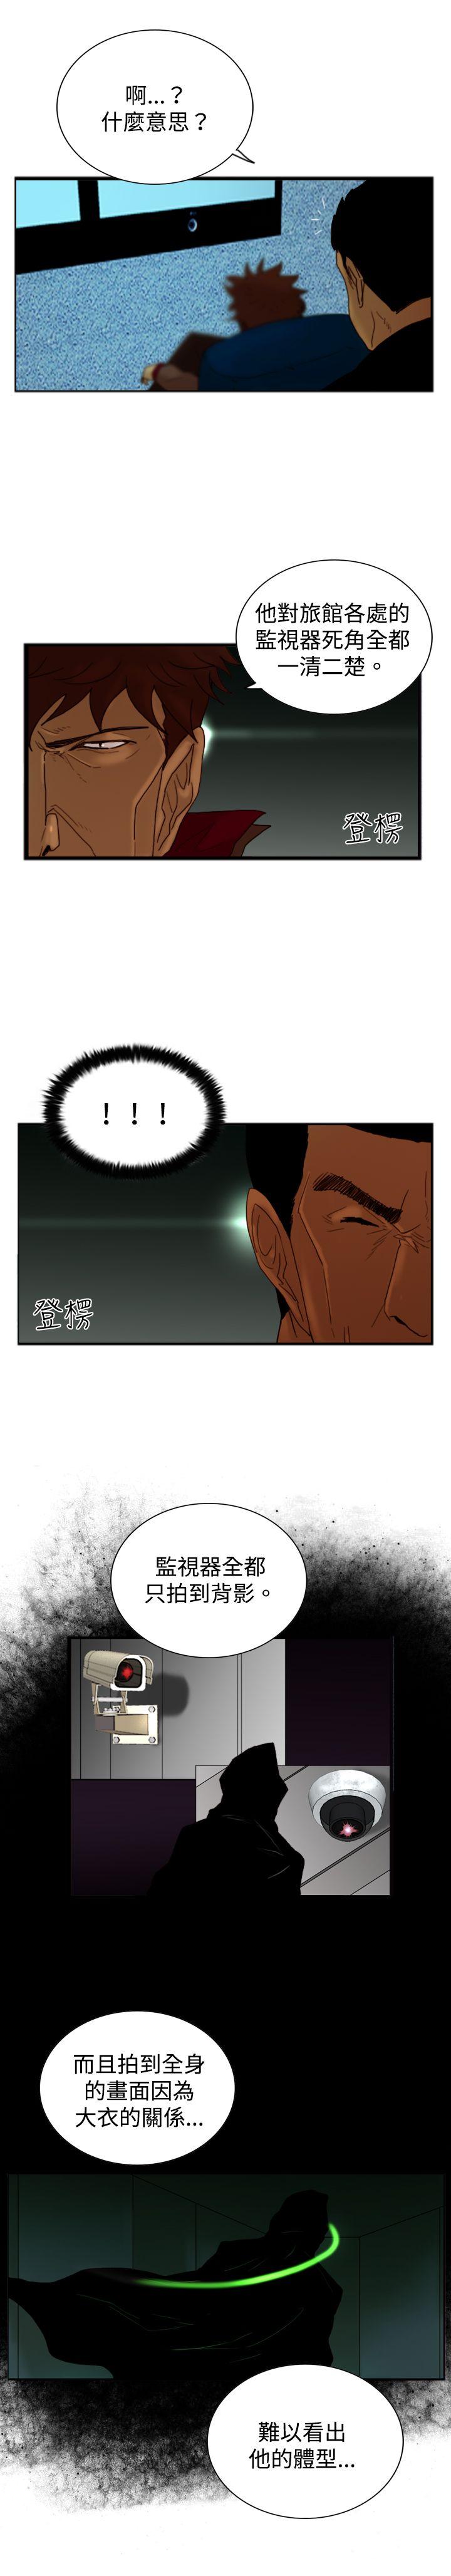 啊...？
什麼意思？
他對旅館各處的
監視器死角全都
一清二楚。
登楞
！！！
登楞
監視器全都
只拍到背影。
而且拍到全身
的畫面因為
大衣的關係...
難以看出
他的體型...